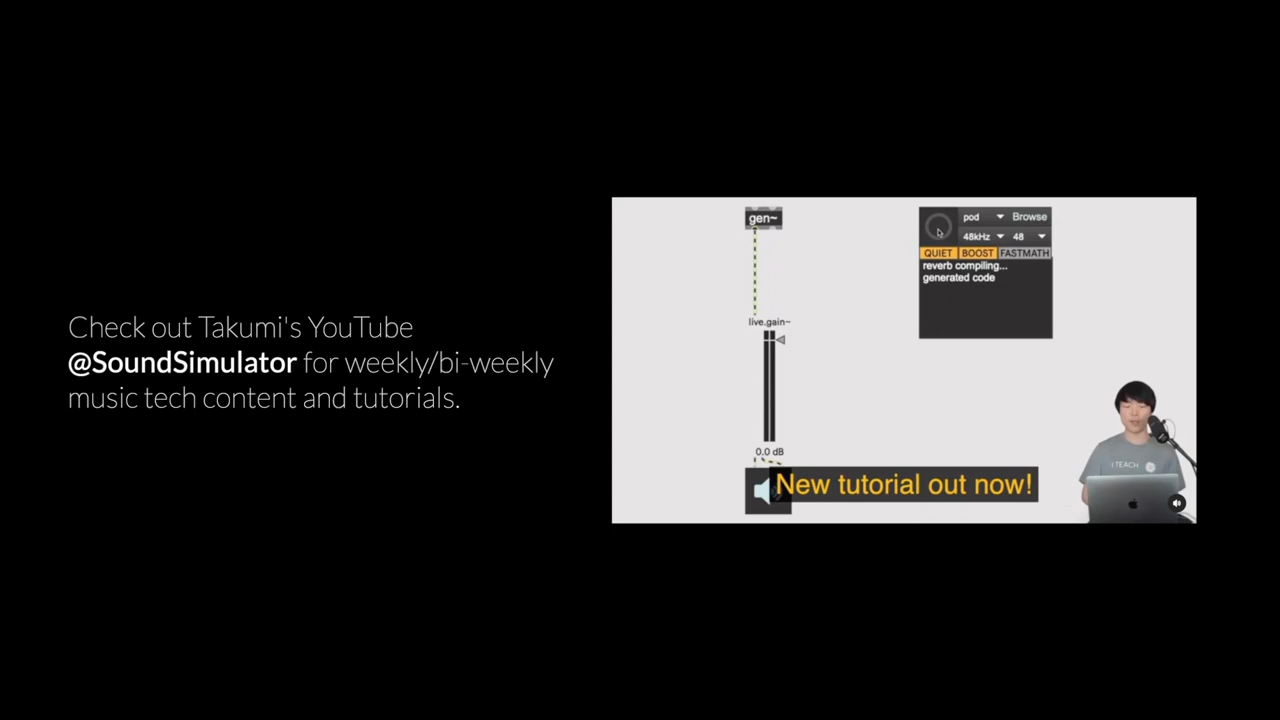 Check out Takumi's YouTube
@SoundSimulator for weekly/bi-weekly
music tech content and tutorials.
gen~
pod Browse
48kHz 48
QUIET BOOST FASTMATH
reverb compiling...
generated code
live.gain~
0.0 dB
New tutorial out now!
I TEACH